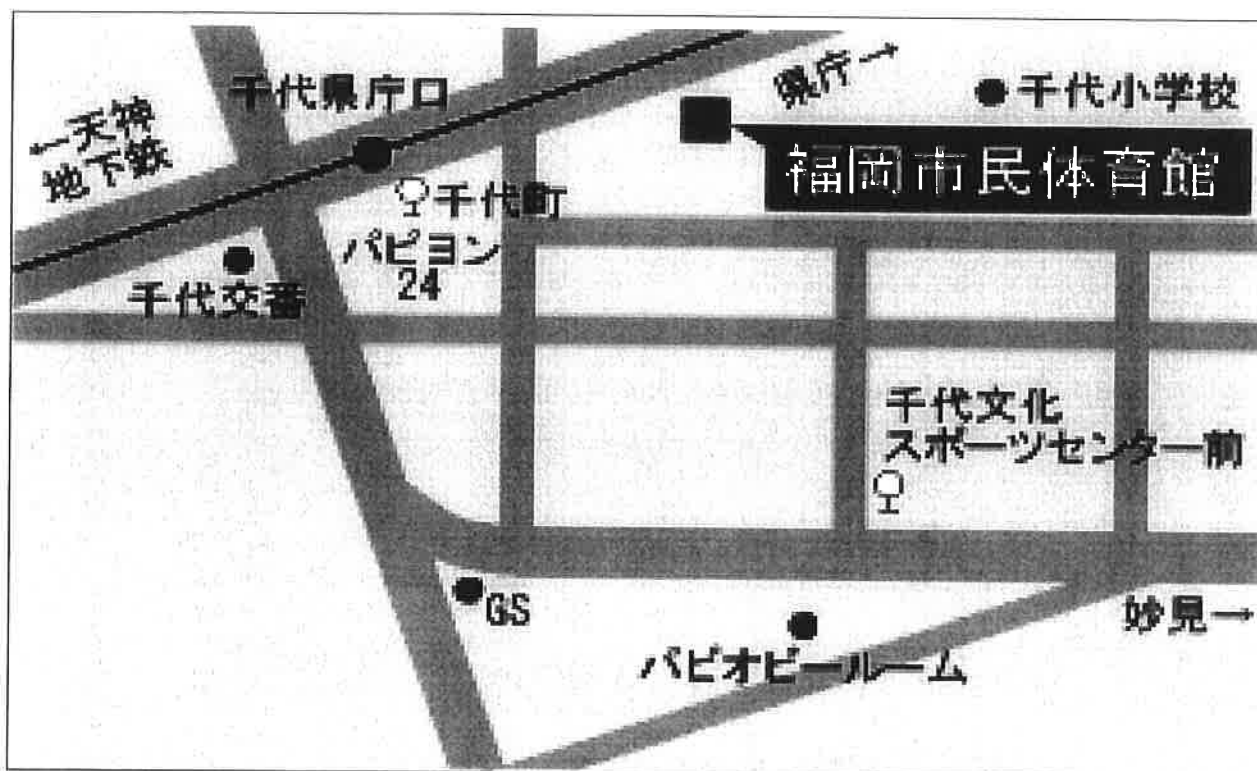 千代県庁口
県庁→
●千代小学校
←天神
地下鉄
福岡市民体育館
千代町
パピヨン
24
千代交番
千代文化
スポーツセンター前
GS
妙見→
パピオビールーム